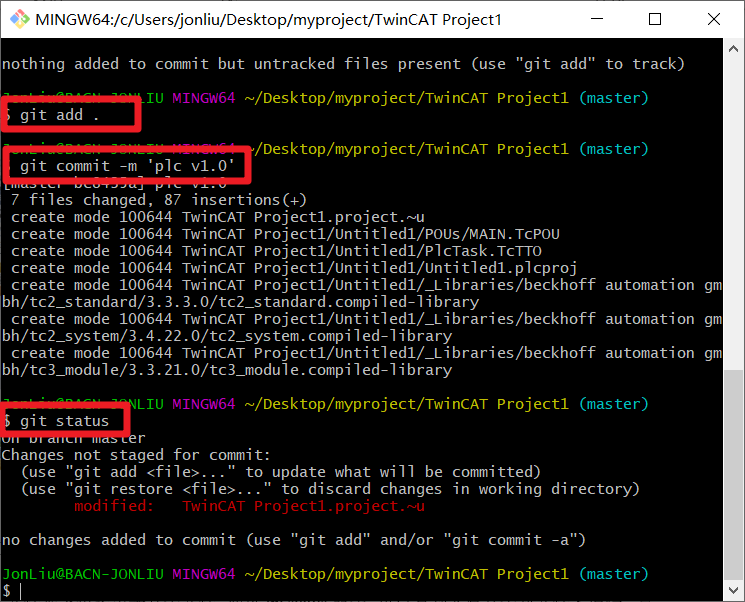 MINGW64:/c/Users/jonliu/Desktop/myproject/TwinCAT Project1
nothing added to commit but untracked files present (use "git add" to track)
JonLiu@BACN-JONLIU MINGW64 ~/Desktop/myproject/TwinCAT Project1 (master)
$ git add .
JonLiu@BACN-JONLIU MINGW64 ~/Desktop/myproject/TwinCAT Project1 (master)
$ git commit -m 'plc v1.0'
[master bc8499a] plc v1.0
 7 files changed, 87 insertions(+)
 create mode 100644 TwinCAT Project1.project.~u
 create mode 100644 TwinCAT Project1/Untitled1/POUs/MAIN.TcPOU
 create mode 100644 TwinCAT Project1/Untitled1/PlcTask.TcTTO
 create mode 100644 TwinCAT Project1/Untitled1/Untitled1.plcproj
 create mode 100644 TwinCAT Project1/Untitled1/_Libraries/beckhoff automation gm
bh/tc2_standard/3.3.3.0/tc2_standard.compiled-library
 create mode 100644 TwinCAT Project1/Untitled1/_Libraries/beckhoff automation gm
bh/tc2_system/3.4.22.0/tc2_system.compiled-library
 create mode 100644 TwinCAT Project1/Untitled1/_Libraries/beckhoff automation gm
bh/tc3_module/3.3.21.0/tc3_module.compiled-library
JonLiu@BACN-JONLIU MINGW64 ~/Desktop/myproject/TwinCAT Project1 (master)
$ git status
On branch master
Changes not staged for commit:
  (use "git add <file>..." to update what will be committed)
  (use "git restore <file>..." to discard changes in working directory)
        modified:   TwinCAT Project1.project.~u
no changes added to commit (use "git add" and/or "git commit -a")
JonLiu@BACN-JONLIU MINGW64 ~/Desktop/myproject/TwinCAT Project1 (master)
$